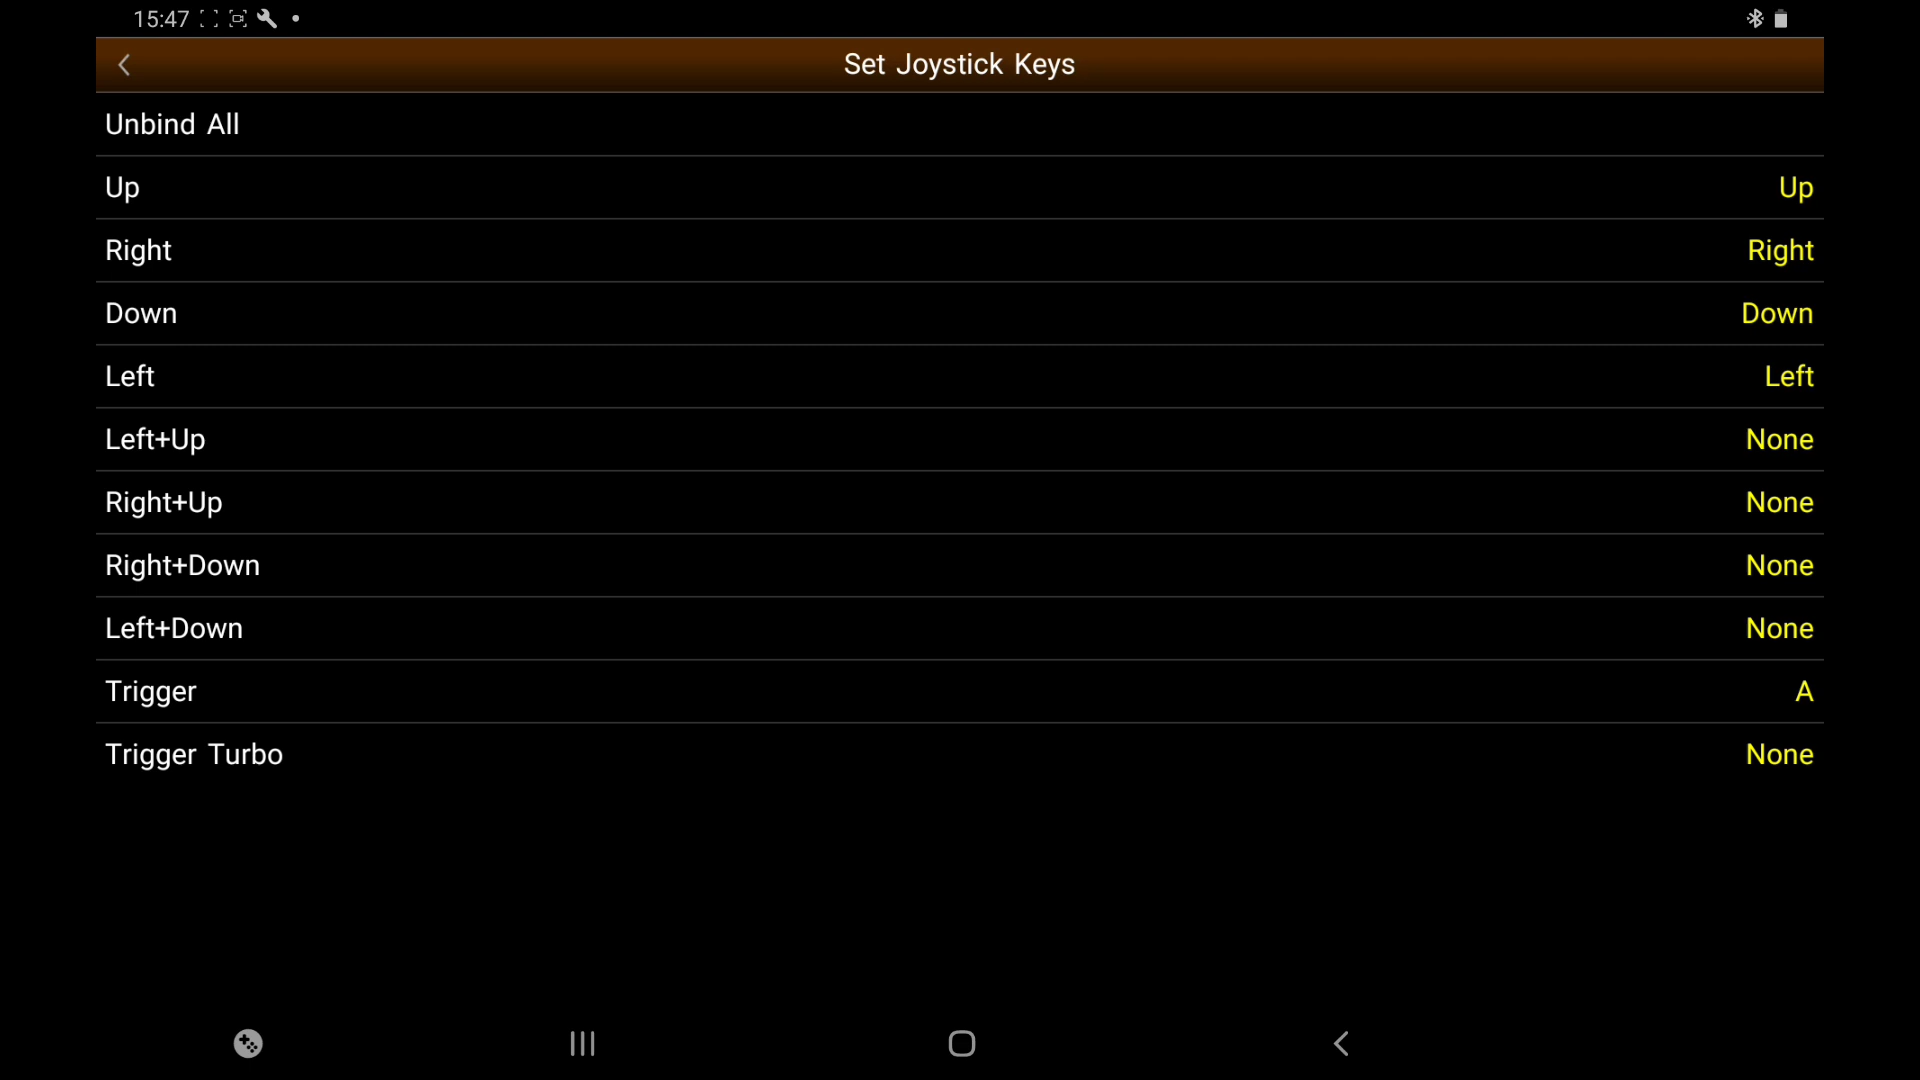 15:47
Set Joystick Keys
Unbind All
Up Up
Right Right
Down Down
Left Left
Left+Up None
Right+Up None
Right+Down None
Left+Down None
Trigger A
Trigger Turbo None